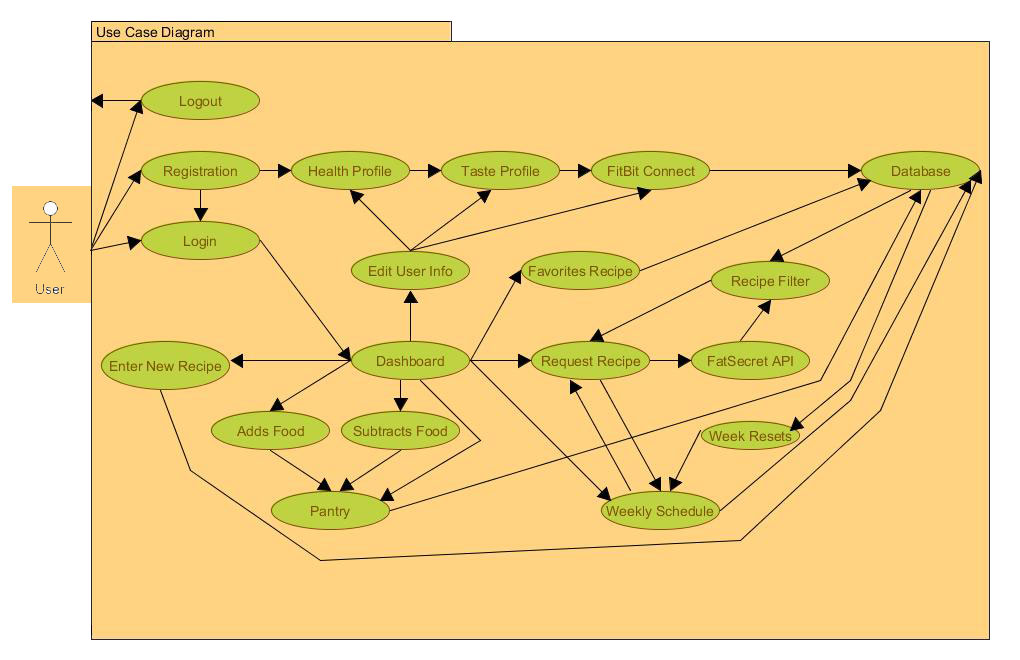 Use Case Diagram
Logout
Registration
Health Profile
Taste Profile
FitBit Connect
Database
Login
Edit User Info
Favorites Recipe
Recipe Filter
User
Enter New Recipe
Dashboard
Request Recipe
FatSecret API
Adds Food
Subtracts Food
Week Resets
Pantry
Weekly Schedule